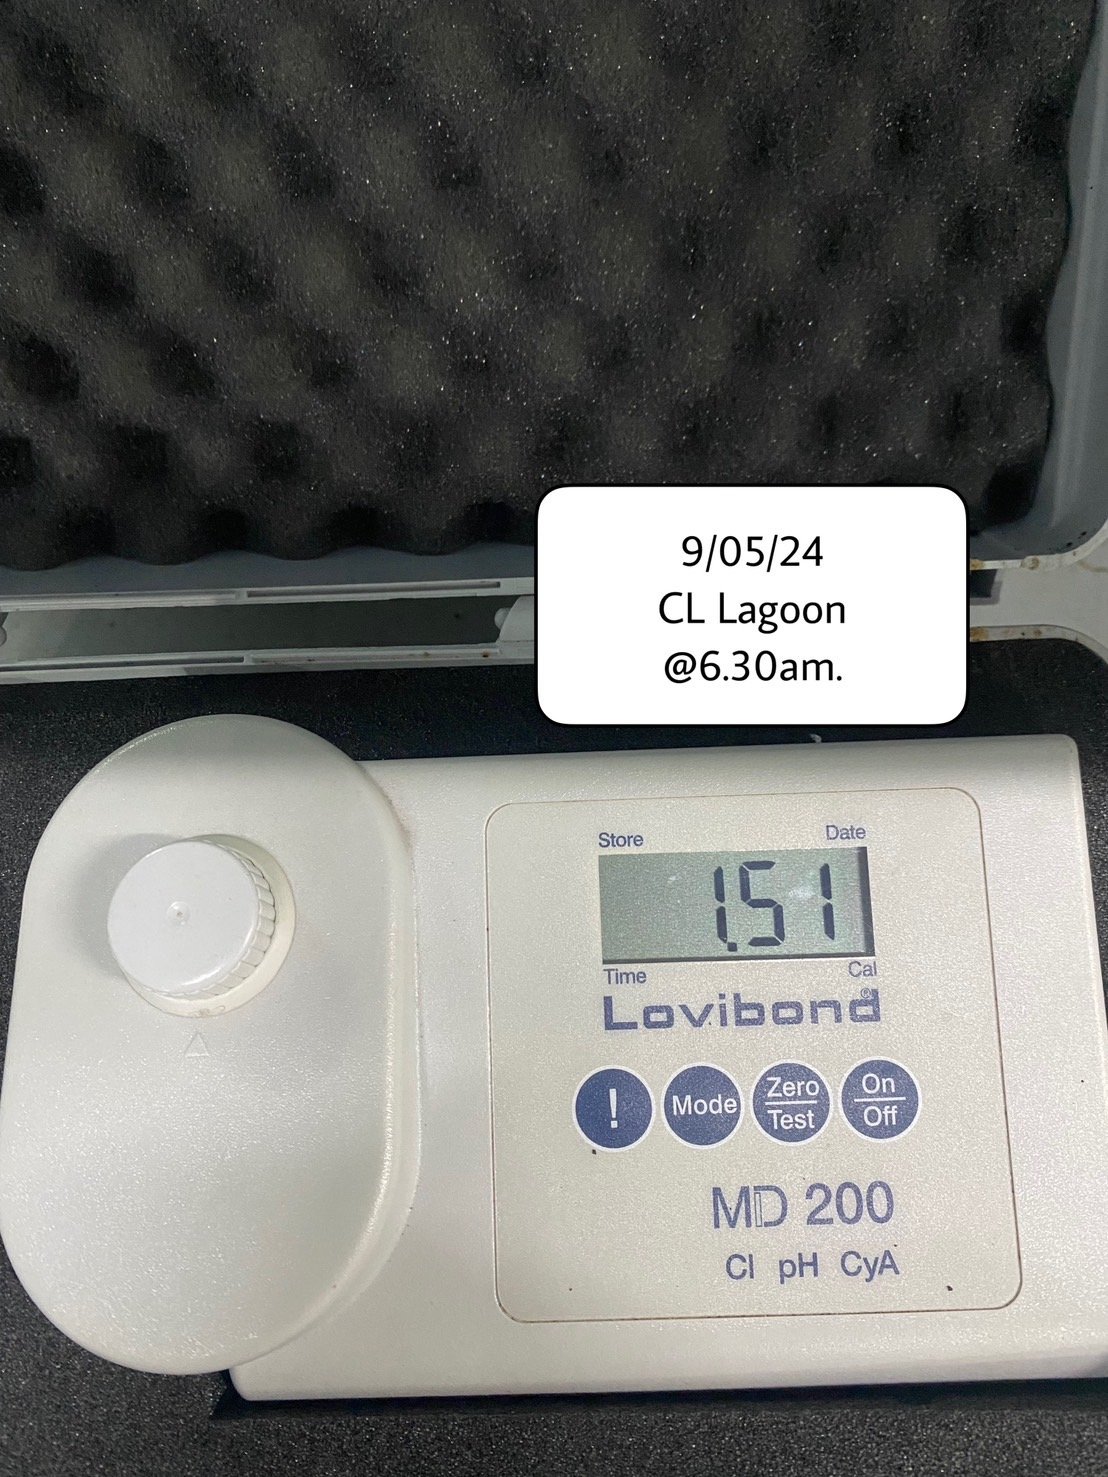 9/05/24
CL Lagoon
@6.30am.
Store Date
1.51
Time Cal
Lovibond®
! Mode Zero Test On Off
MD 200
Cl pH CyA